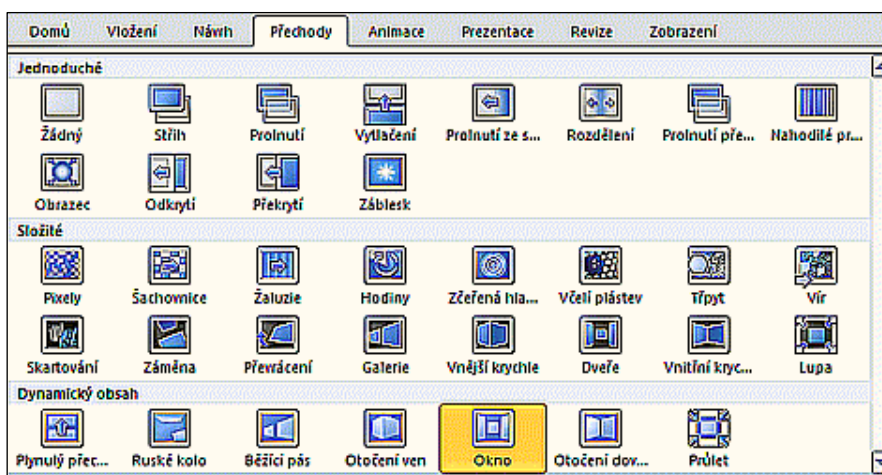 Domů Vložení Návrh Přechody Animace Prezentace Revize Zobrazení
Jednoduché
Žádný Střih Prolnutí Vytlačení Prolnutí ze s... Rozdělení Prolnutí pře... Nahodilé pr...
Obrazec Odkrytí Překrytí Záblesk
Složité
Pixely Šachovnice Žaluzie Hodiny Zčeřená hla... Včelí plástev Třpyt Vír
Skartování Záměna Převrácení Galerie Vnější krychle Dveře Vnitřní kryc... Lupa
Dynamický obsah
Plynulý přec... Ruské kolo Běžící pás Otočení ven Okno Otočení dov... Průlet